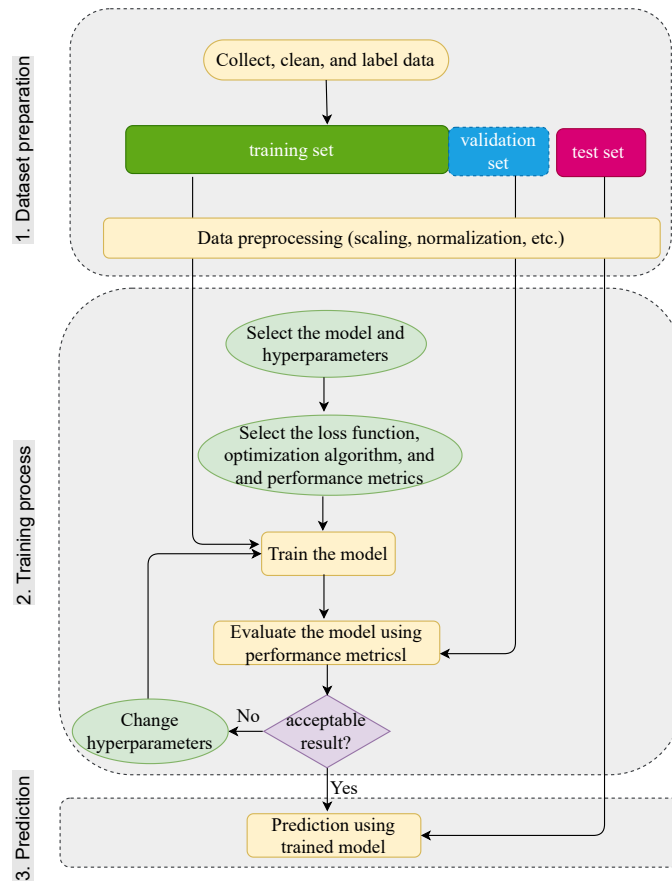 1. Dataset preparation
Collect, clean, and label data
training set
validation
set
test set
Data preprocessing (scaling, normalization, etc.)
2. Training process
Select the model and
hyperparameters
Select the loss function,
optimization algorithm, and
and performance metrics
Train the model
Evaluate the model using
performance metricsl
acceptable
result?
No
Change
hyperparameters
Yes
3. Prediction
Prediction using
trained model